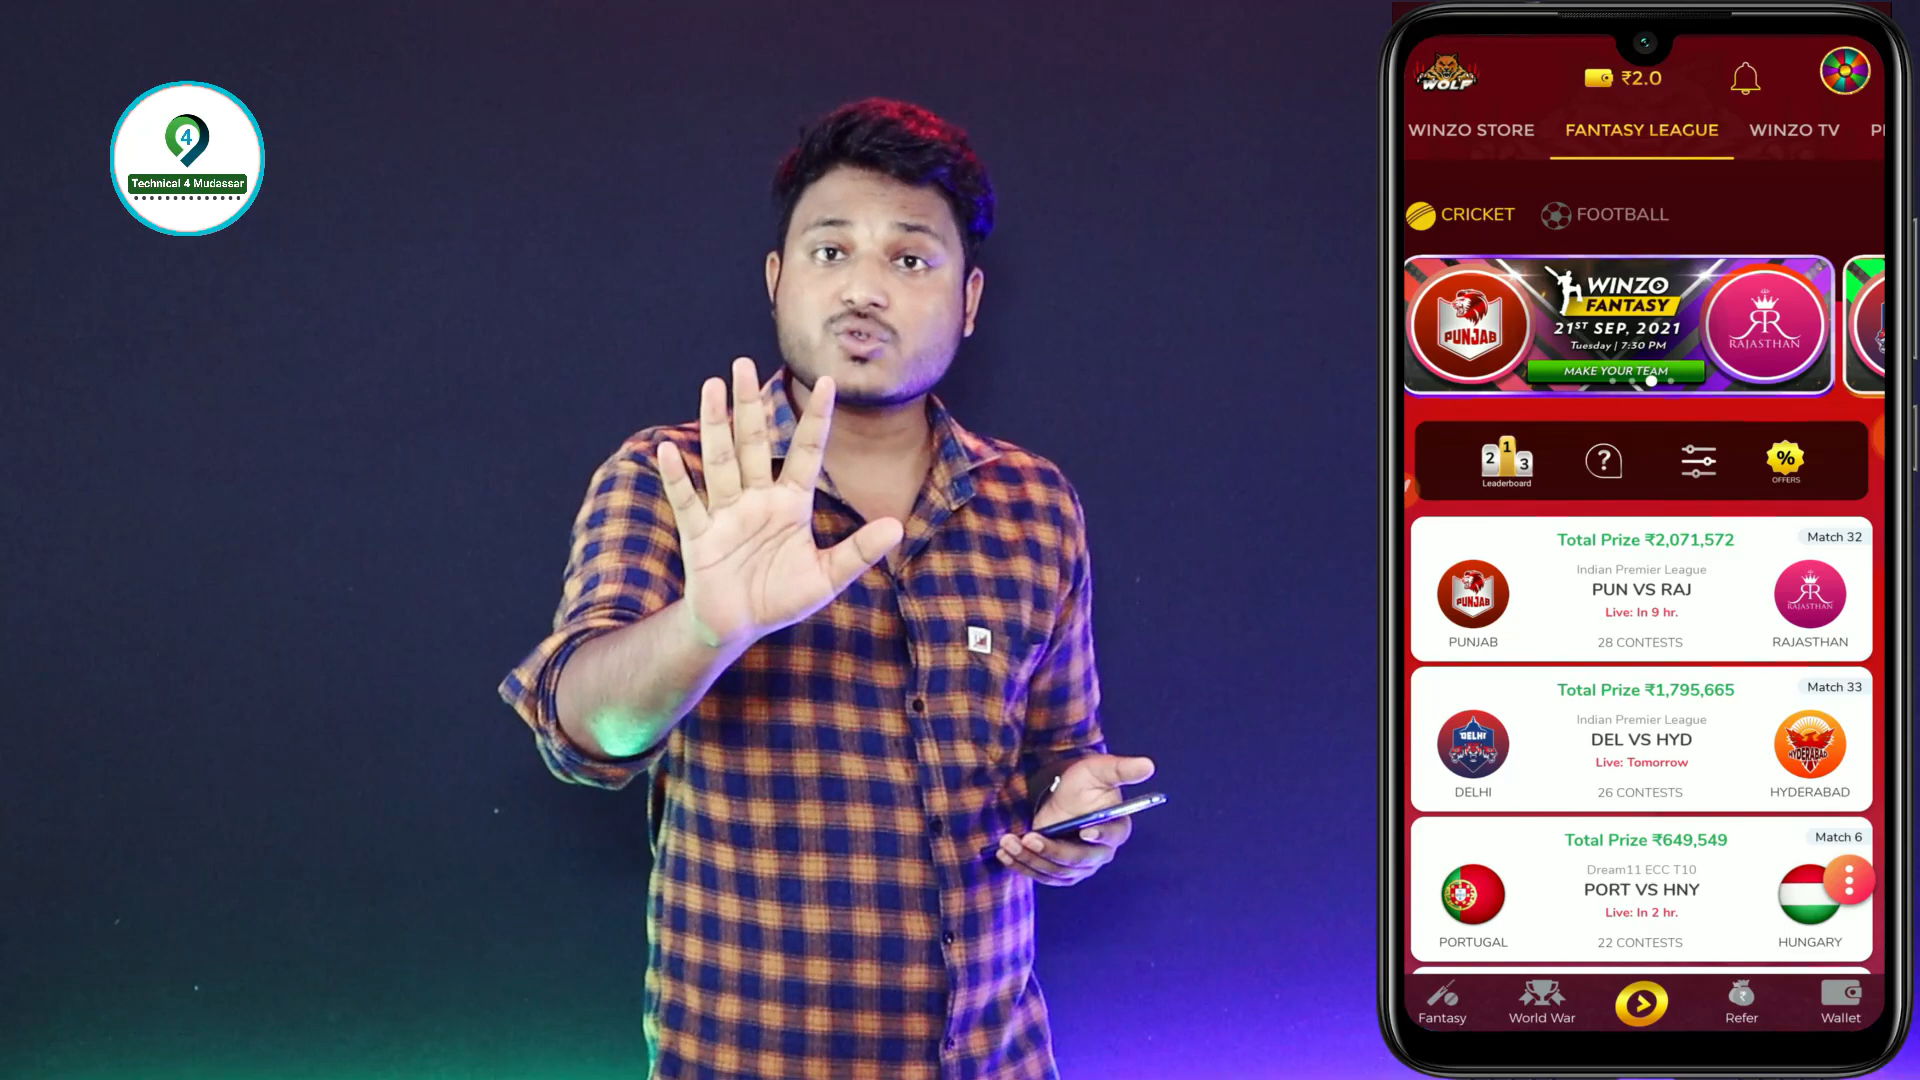 4
Technical 4 Mudassar
WOLF
₹2.0
WINZO STORE
FANTASY LEAGUE
WINZO TV
CRICKET
FOOTBALL
PUNJAB
WINZO
FANTASY
21ST SEP, 2021
Tuesday | 7:30 PM
MAKE YOUR TEAM
RAJASTHAN
2 1 3
Leaderboard
?
%
OFFERS
Total Prize ₹2,071,572
Match 32
Indian Premier League
PUN VS RAJ
Live: In 9 hr.
28 CONTESTS
PUNJAB
PUNJAB
RAJASTHAN
RAJASTHAN
Total Prize ₹1,795,665
Match 33
Indian Premier League
DEL VS HYD
Live: Tomorrow
26 CONTESTS
DELHI
DELHI
HYDERABAD
HYDERABAD
Total Prize ₹649,549
Match 6
Dream11 ECC T10
PORT VS HNY
Live: In 2 hr.
22 CONTESTS
PORTUGAL
HUNGARY
Fantasy
World War
Refer
Wallet